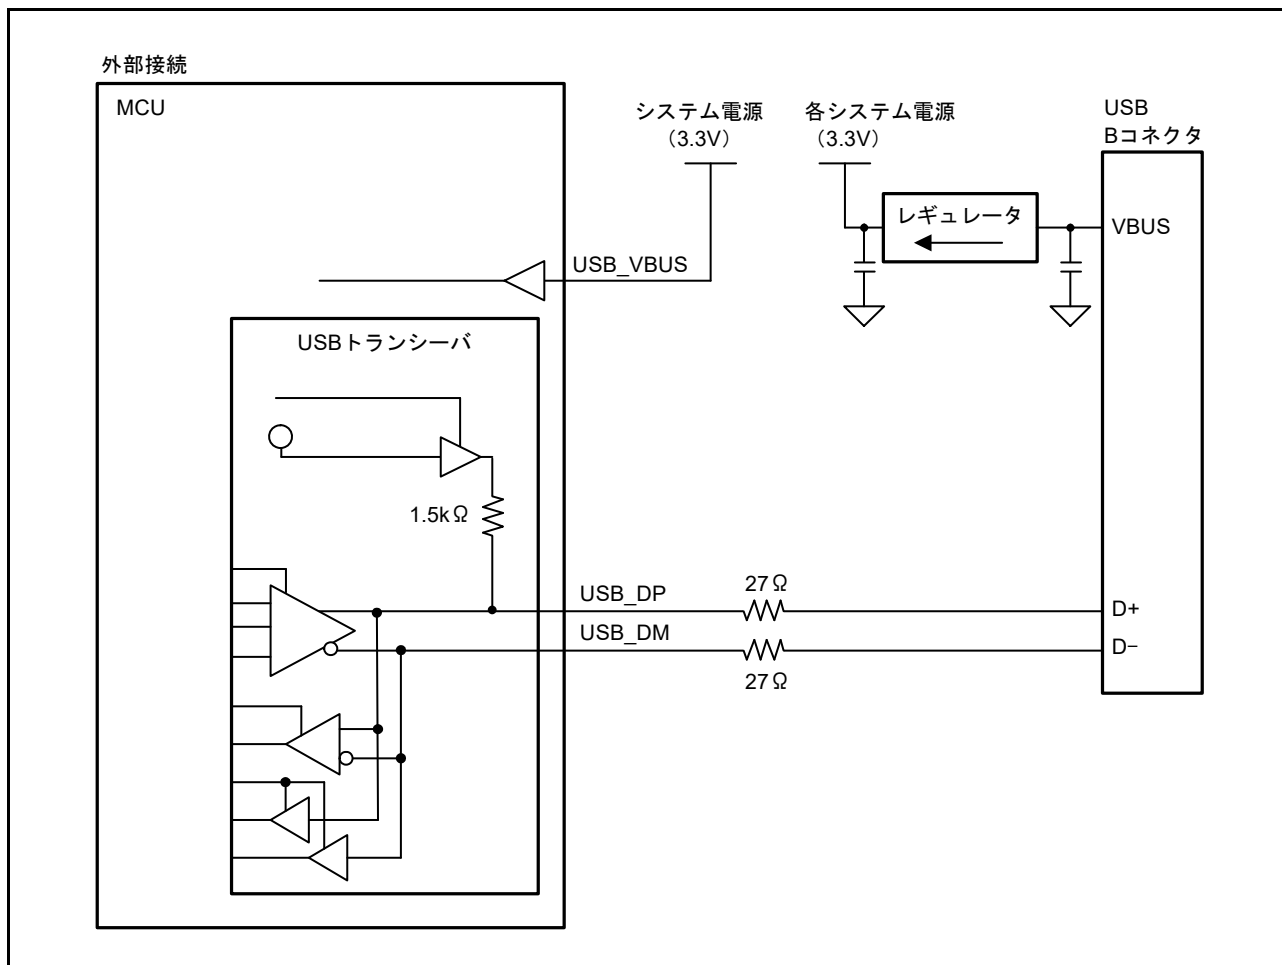 外部接続
MCU
システム電源
（3.3V）
各システム電源
（3.3V）
USB
Bコネクタ
レギュレータ
VBUS
USB_VBUS
USBトランシーバ
1.5kΩ
USB_DP
27Ω
D+
USB_DM
D−
27Ω